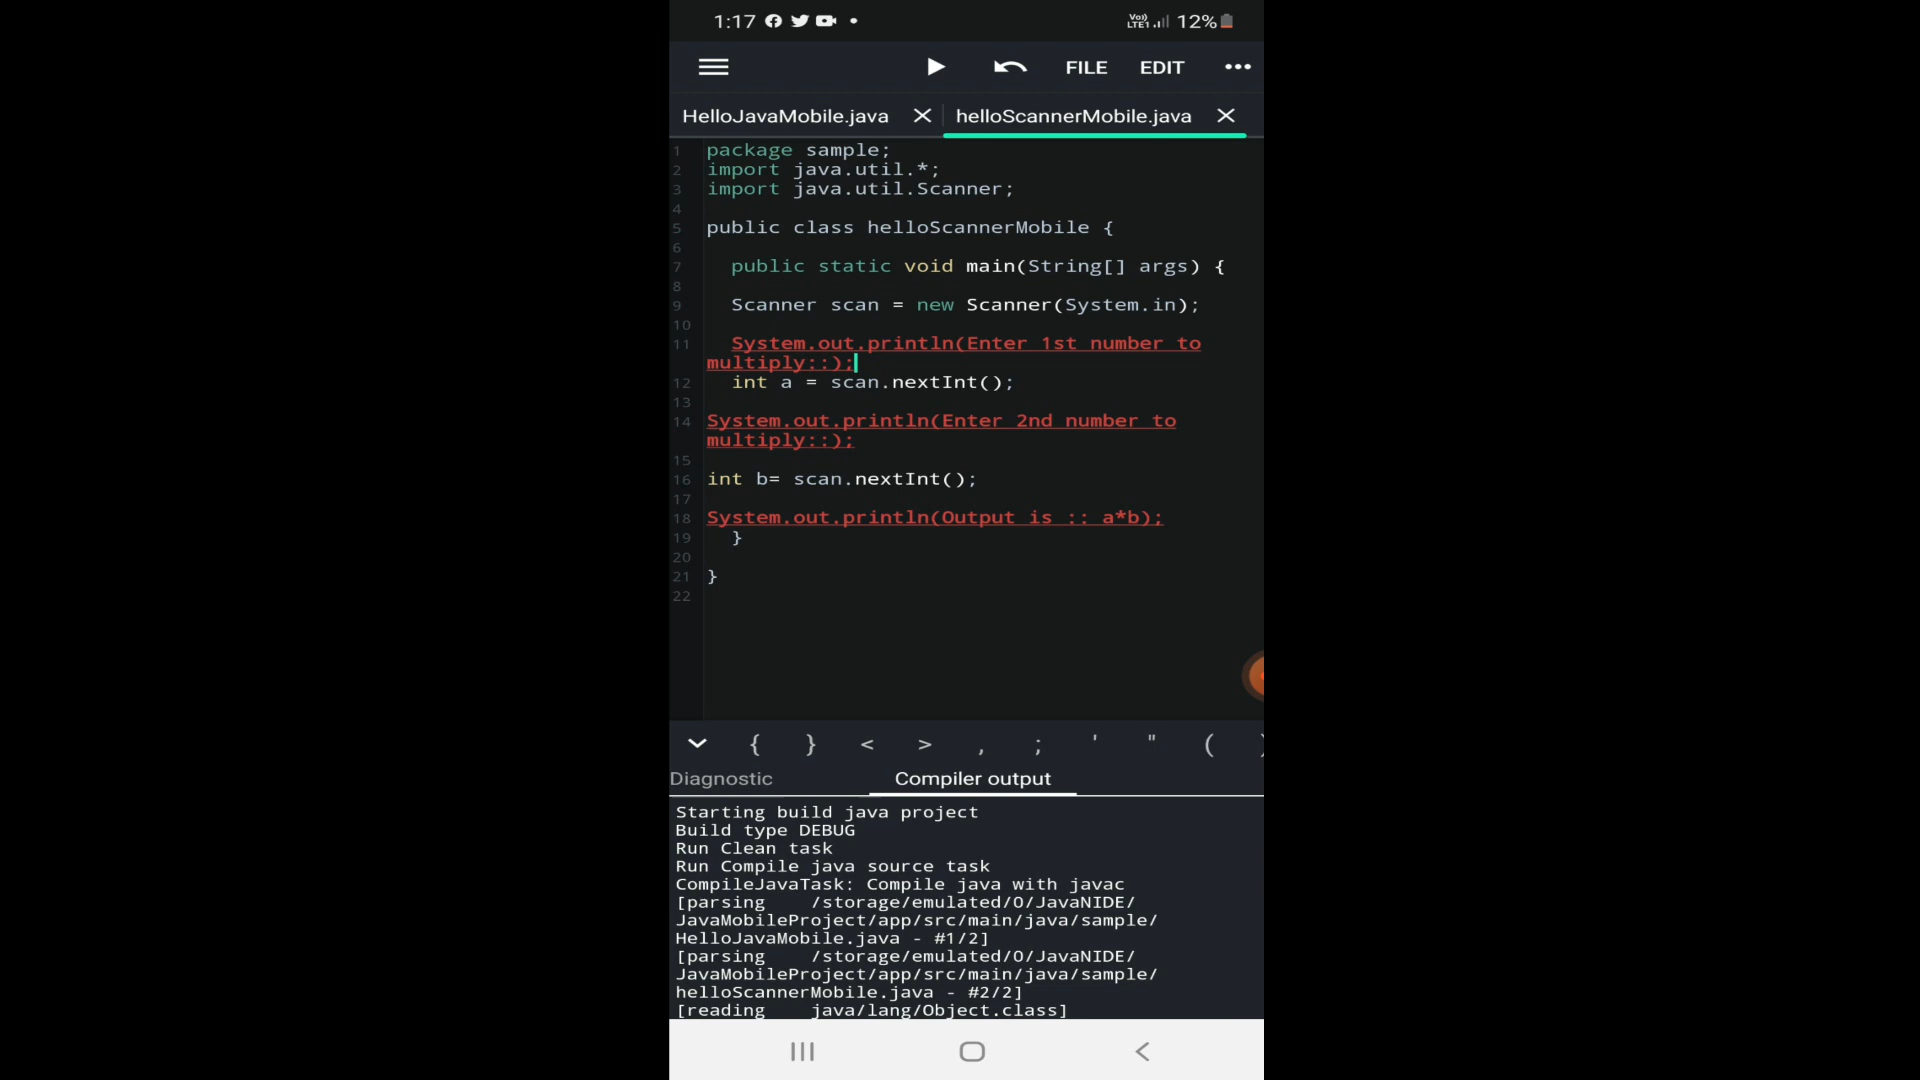 1:17
Vo)) LTE1 12%
FILE EDIT
HelloJavaMobile.java helloScannerMobile.java
1 package sample;
2 import java.util.*;
3 import java.util.Scanner;
4
5 public class helloScannerMobile {
6
7 public static void main(String[] args) {
8
9 Scanner scan = new Scanner(System.in);
10
11 System.out.println(Enter 1st number to
multiply::);
12 int a = scan.nextInt();
13
14 System.out.println(Enter 2nd number to
multiply::);
15
16 int b= scan.nextInt();
17
18 System.out.println(Output is :: a*b);
19 }
20
21 }
22
{ } < > , ; ' " ( )
Diagnostic Compiler output
Starting build java project
Build type DEBUG
Run Clean task
Run Compile java source task
CompileJavaTask: Compile java with javac
[parsing /storage/emulated/0/JavaNIDE/
JavaMobileProject/app/src/main/java/sample/
HelloJavaMobile.java - #1/2]
[parsing /storage/emulated/0/JavaNIDE/
JavaMobileProject/app/src/main/java/sample/
helloScannerMobile.java - #2/2]
[reading java/lang/Object.class]